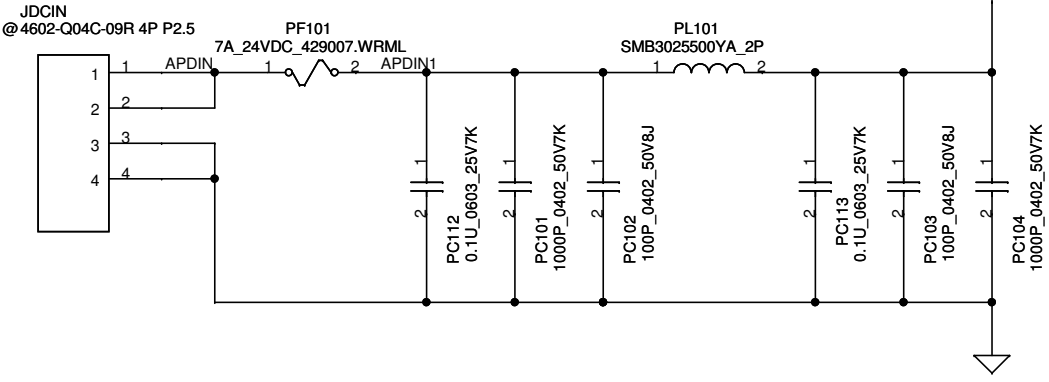 JDCIN
@4602-Q04C-09R 4P P2.5
1
2
3
4
1
2
3
4
APDIN
PF101
7A_24VDC_429007.WRML
1
2
APDIN1
PL101
SMB3025500YA_2P
1
2
1
2
PC112
0.1U_0603_25V7K
1
2
PC101
1000P_0402_50V7K
1
2
PC102
100P_0402_50V8J
1
2
PC113
0.1U_0603_25V7K
1
2
PC103
100P_0402_50V8J
1
2
PC104
1000P_0402_50V7K